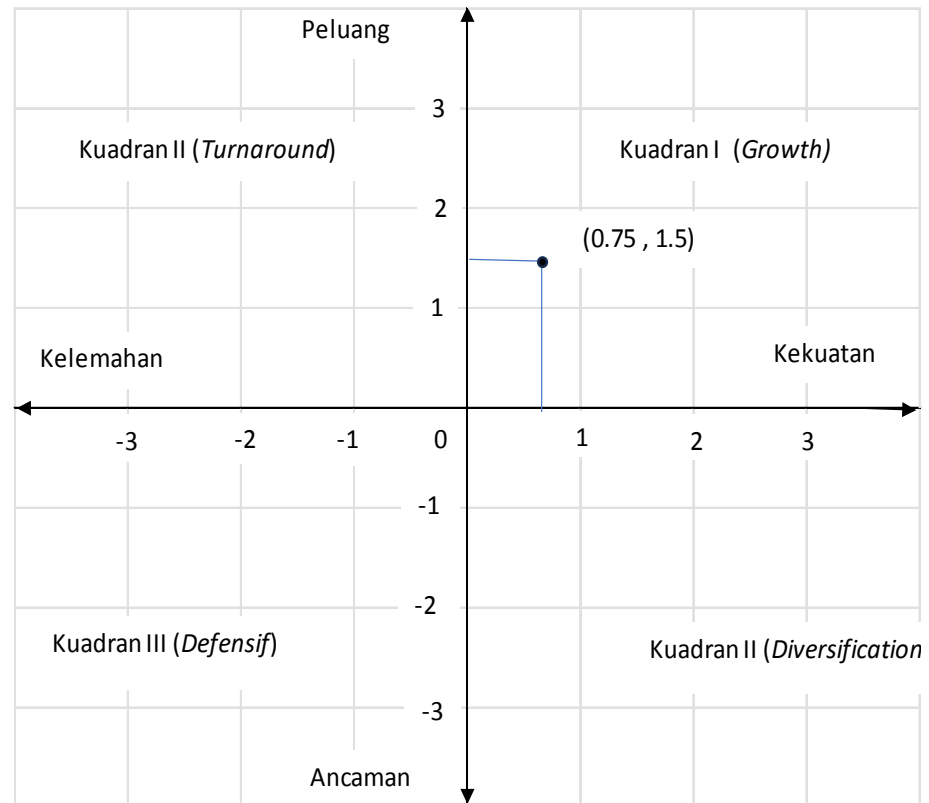 Peluang
3
Kuadran II (Turnaround)
Kuadran I (Growth)
2
(0.75 , 1.5)
1
Kelemahan
Kekuatan
-3 -2 -1 0 1 2 3
-1
-2
Kuadran III (Defensif)
Kuadran II (Diversification
-3
Ancaman